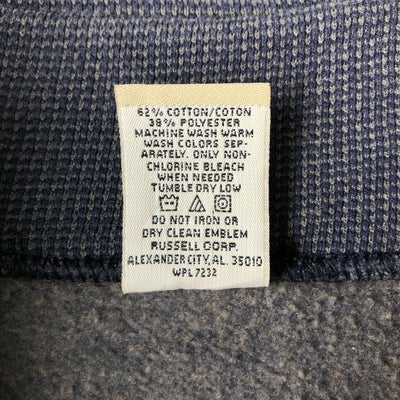 62% COTTON/COTON
38% POLYESTER
MACHINE WASH WARM
WASH COLORS SEP-
ARATELY. ONLY NON-
CHLORINE BLEACH
WHEN NEEDED
TUMBLE DRY LOW
DO NOT IRON OR
DRY CLEAN EMBLEM
RUSSELL CORP.
ALEXANDER CITY, AL. 35010
WPL 7232